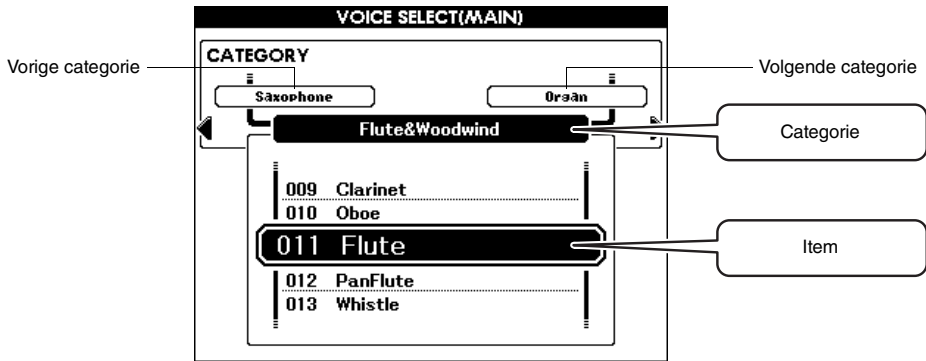 VOICE SELECT(MAIN)
CATEGORY
Vorige categorie
Volgende categorie
Saxophone
Organ
Flute&Woodwind
Categorie
009 Clarinet
010 Oboe
011 Flute
Item
012 PanFlute
013 Whistle